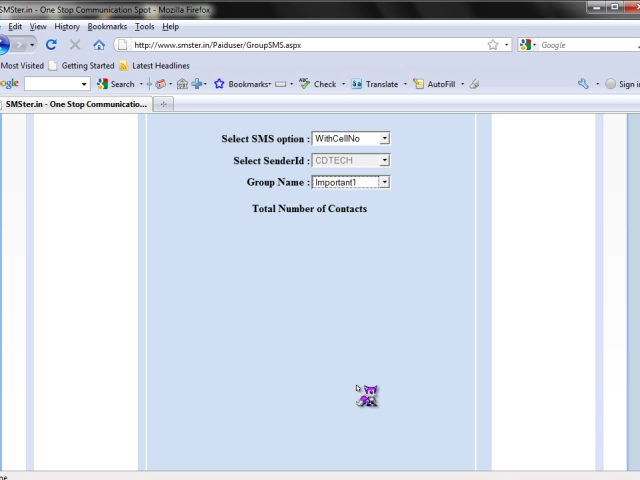 SMSter.in - One Stop Communication Spot - Mozilla Firefox
Edit View History Bookmarks Tools Help
http://www.smster.in/Paiduser/GroupSMS.aspx Google
Most Visited Getting Started Latest Headlines
Search Bookmarks Check Translate AutoFill Sign
SMSter.in - One Stop Communicatio...
Select SMS option : WithCellNo
Select SenderId : CDTECH
Group Name : Important1
Total Number of Contacts